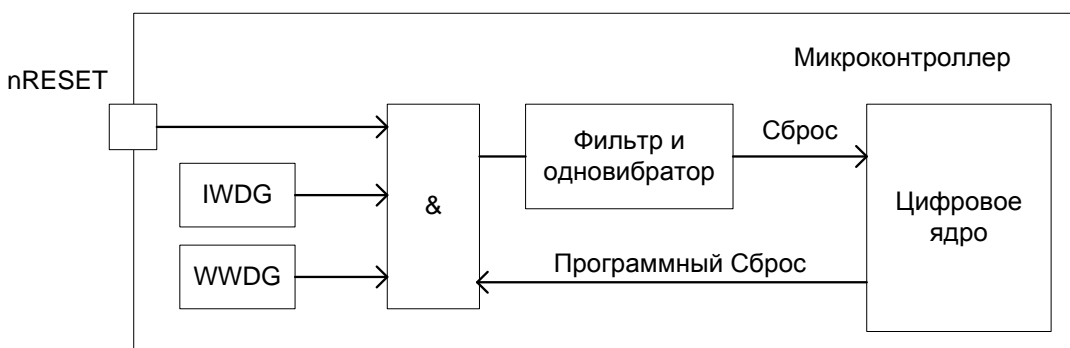 Микроконтроллер
nRESET
IWDG
WWDG
&
Фильтр и
одновибратор
Сброс
Цифровое
ядро
Программный Сброс